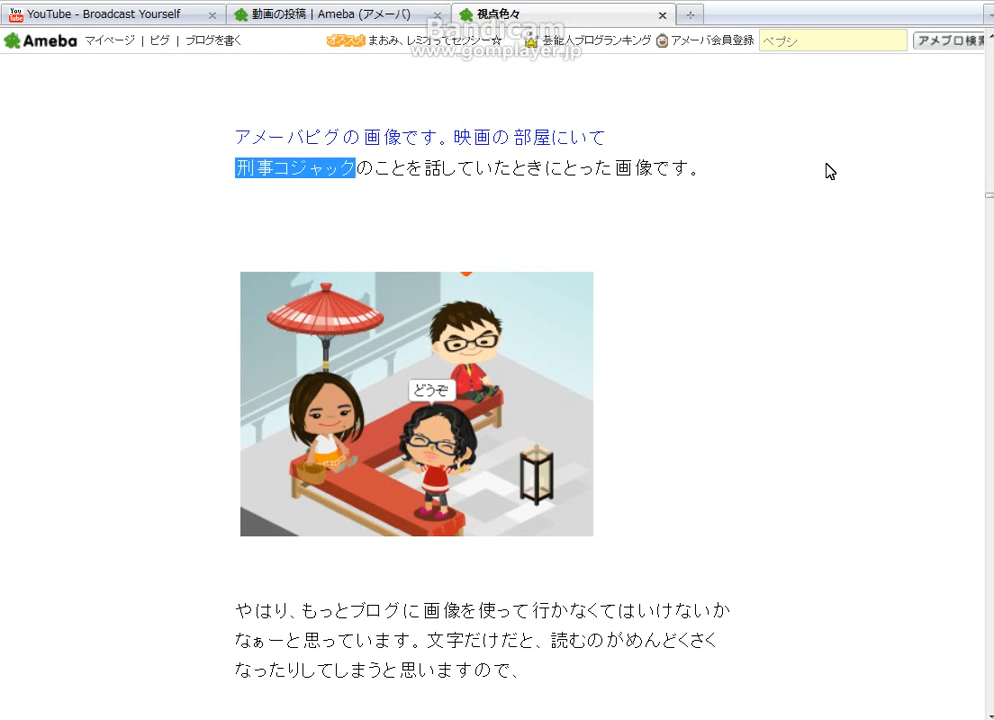 YouTube - Broadcast Yourself
動画の投稿 | Ameba (アメーバ)
視点色々
Bandicam
www.gomplayer.jp
Ameba
マイページ | ピグ | ブログを書く
オススメ まおみ、レミオってセクシー☆
芸能人ブログランキング
アメーバ会員登録
ペプシ
アメブロ検索
アメーバピグの画像です。映画の部屋にいて
刑事コジャックのことを話していたときにとった画像です。
どうぞ
やはり、もっとブログに画像を使って行かなくてはいけないか
なぁーと思っています。文字だけだと、読むのがめんどくさく
なったりしてしまうと思いますので、